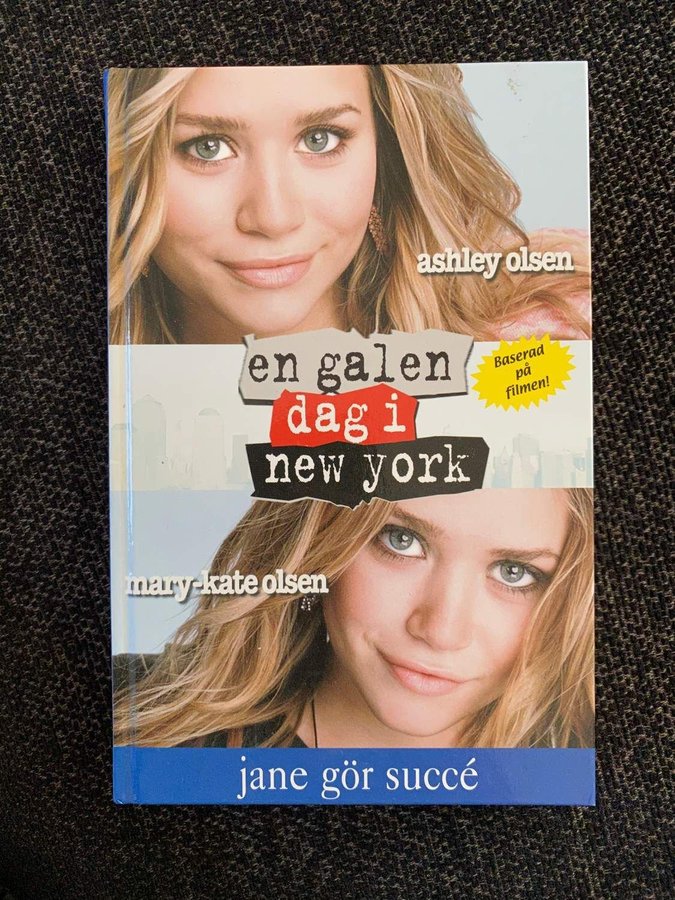 ashley olsen
en galen
dag i
new york
Baserad
på
filmen!
mary-kate olsen
jane gör succé